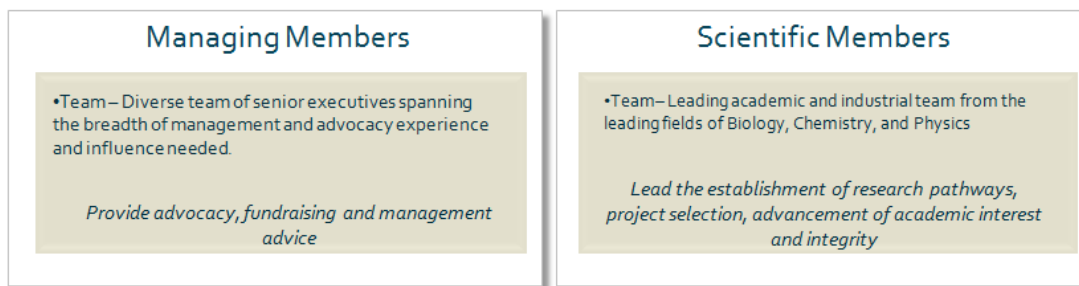 Managing Members
•Team – Diverse team of senior executives spanning
the breadth of management and advocacy experience
and influence needed.
Provide advocacy, fundraising and management
advice
Scientific Members
•Team– Leading academic and industrial team from the
leading fields of Biology, Chemistry, and Physics
Lead the establishment of research pathways,
project selection, advancement of academic interest
and integrity